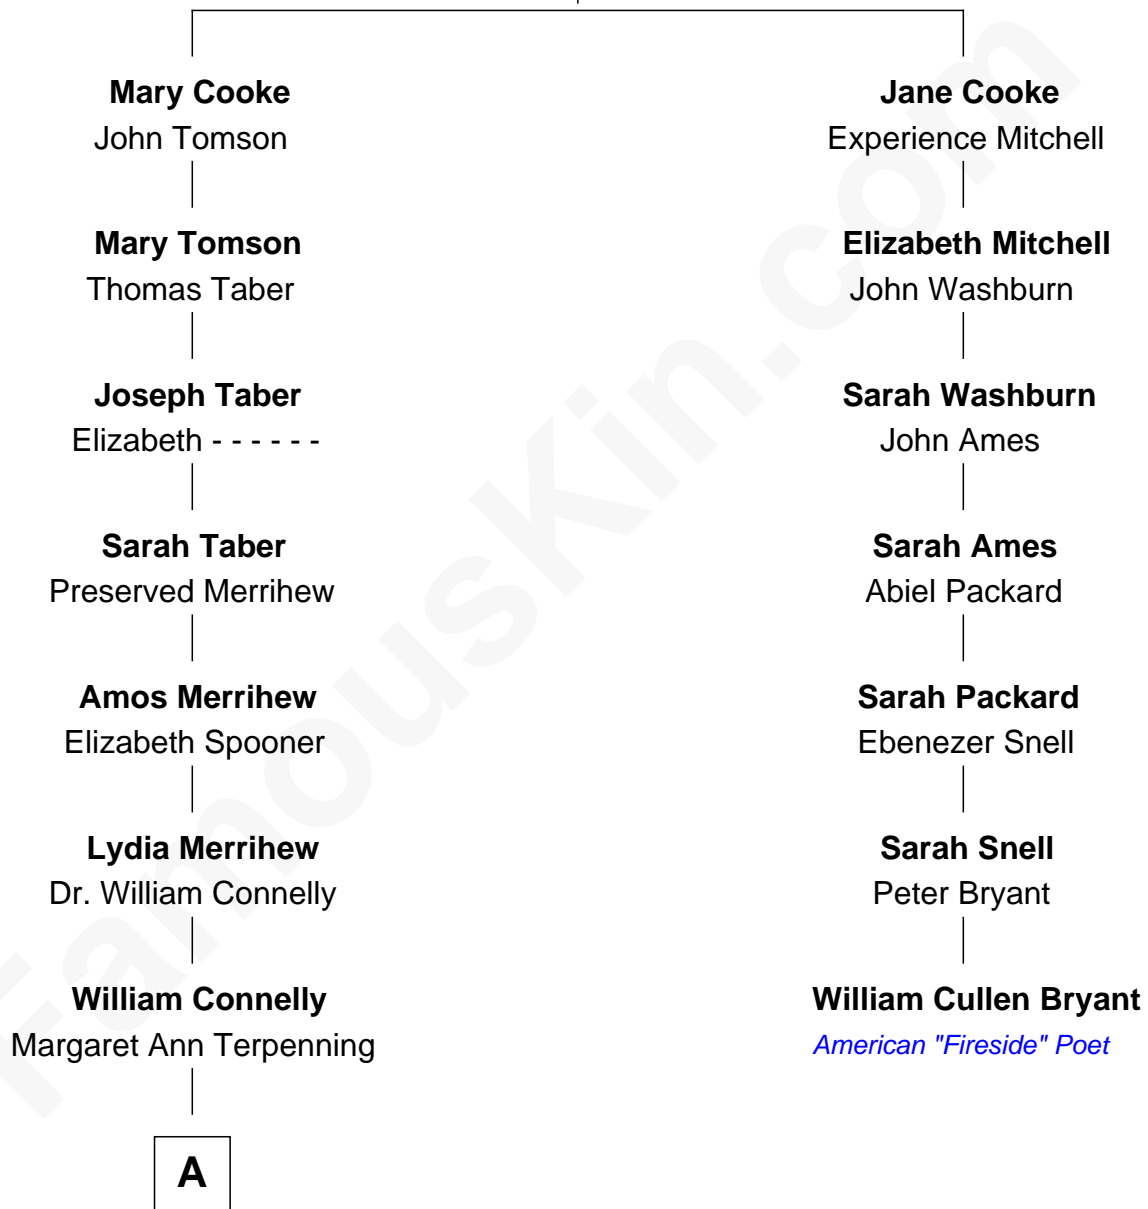 Mary Cooke
John Tomson
Mary Tomson
Thomas Taber
Joseph Taber
Elizabeth - - - - - -
Sarah Taber
Preserved Merrihew
Amos Merrihew
Elizabeth Spooner
Lydia Merrihew
Dr. William Connelly
William Connelly
Margaret Ann Terpenning
A
Jane Cooke
Experience Mitchell
Elizabeth Mitchell
John Washburn
Sarah Washburn
John Ames
Sarah Ames
Abiel Packard
Sarah Packard
Ebenezer Snell
Sarah Snell
Peter Bryant
William Cullen Bryant
American "Fireside" Poet
FamousKin.com